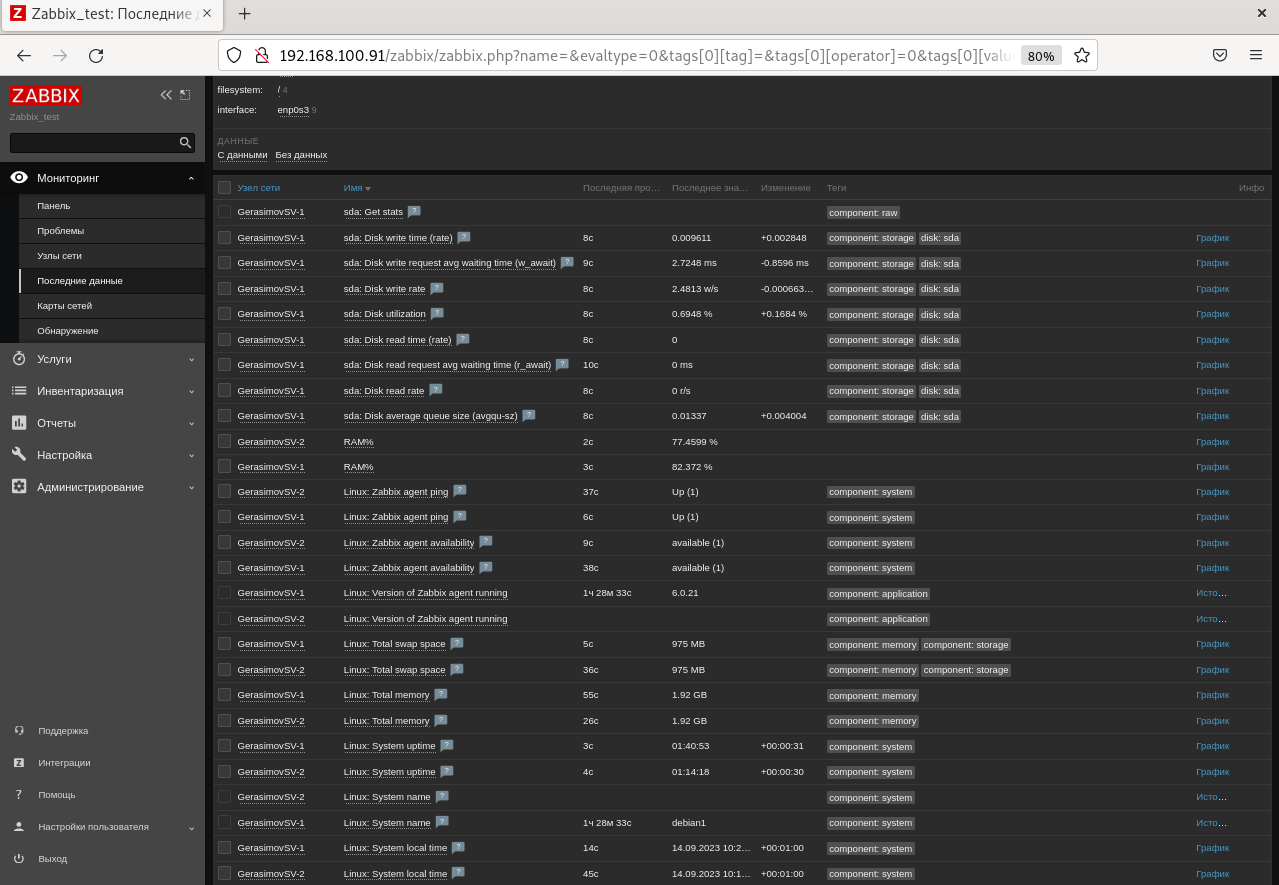 Zabbix_test: Последние д
192.168.100.91/zabbix/zabbix.php?name=&evaltype=0&tags[0][tag]=&tags[0][operator]=0&tags[0][valu 80%
ZABBIX
Zabbix_test
Мониторинг
Панель
Проблемы
Узлы сети
Последние данные
Карты сетей
Обнаружение
Услуги
Инвентаризация
Отчеты
Настройка
Администрирование
Поддержка
Интеграции
Помощь
Настройки пользователя
Выход
filesystem: / 4
interface: enp0s3 9
ДАННЫЕ
С данными Без данных
Узел сети Имя Последняя про... Последнее зна... Изменение Теги Инфо
GerasimovSV-1 sda: Get stats ? component: raw
GerasimovSV-1 sda: Disk write time (rate) ? 8с 0.009611 +0.002848 component: storage disk: sda График
GerasimovSV-1 sda: Disk write request avg waiting time (w_await) ? 9с 2.7248 ms -0.8596 ms component: storage disk: sda График
GerasimovSV-1 sda: Disk write rate ? 8с 2.4813 w/s -0.000663... component: storage disk: sda График
GerasimovSV-1 sda: Disk utilization ? 8с 0.6948 % +0.1684 % component: storage disk: sda График
GerasimovSV-1 sda: Disk read time (rate) ? 8с 0 component: storage disk: sda График
GerasimovSV-1 sda: Disk read request avg waiting time (r_await) ? 10с 0 ms component: storage disk: sda График
GerasimovSV-1 sda: Disk read rate ? 8с 0 r/s component: storage disk: sda График
GerasimovSV-1 sda: Disk average queue size (avgqu-sz) ? 8с 0.01337 +0.004004 component: storage disk: sda График
GerasimovSV-2 RAM% 2с 77.4599 % График
GerasimovSV-1 RAM% 3с 82.372 % График
GerasimovSV-2 Linux: Zabbix agent ping ? 37с Up (1) component: system График
GerasimovSV-1 Linux: Zabbix agent ping ? 6с Up (1) component: system График
GerasimovSV-2 Linux: Zabbix agent availability ? 9с available (1) component: system График
GerasimovSV-1 Linux: Zabbix agent availability ? 38с available (1) component: system График
GerasimovSV-1 Linux: Version of Zabbix agent running 1ч 28м 33с 6.0.21 component: application Исто...
GerasimovSV-2 Linux: Version of Zabbix agent running component: application Исто...
GerasimovSV-1 Linux: Total swap space ? 5с 975 MB component: memory component: storage График
GerasimovSV-2 Linux: Total swap space ? 36с 975 MB component: memory component: storage График
GerasimovSV-1 Linux: Total memory ? 55с 1.92 GB component: memory График
GerasimovSV-2 Linux: Total memory ? 26с 1.92 GB component: memory График
GerasimovSV-1 Linux: System uptime ? 3с 01:40:53 +00:00:31 component: system График
GerasimovSV-2 Linux: System uptime ? 4с 01:14:18 +00:00:30 component: system График
GerasimovSV-2 Linux: System name ? component: system Исто...
GerasimovSV-1 Linux: System name ? 1ч 28м 33с debian1 component: system Исто...
GerasimovSV-1 Linux: System local time ? 14с 14.09.2023 10:2... +00:01:00 component: system График
GerasimovSV-2 Linux: System local time ? 45с 14.09.2023 10:1... +00:01:00 component: system График